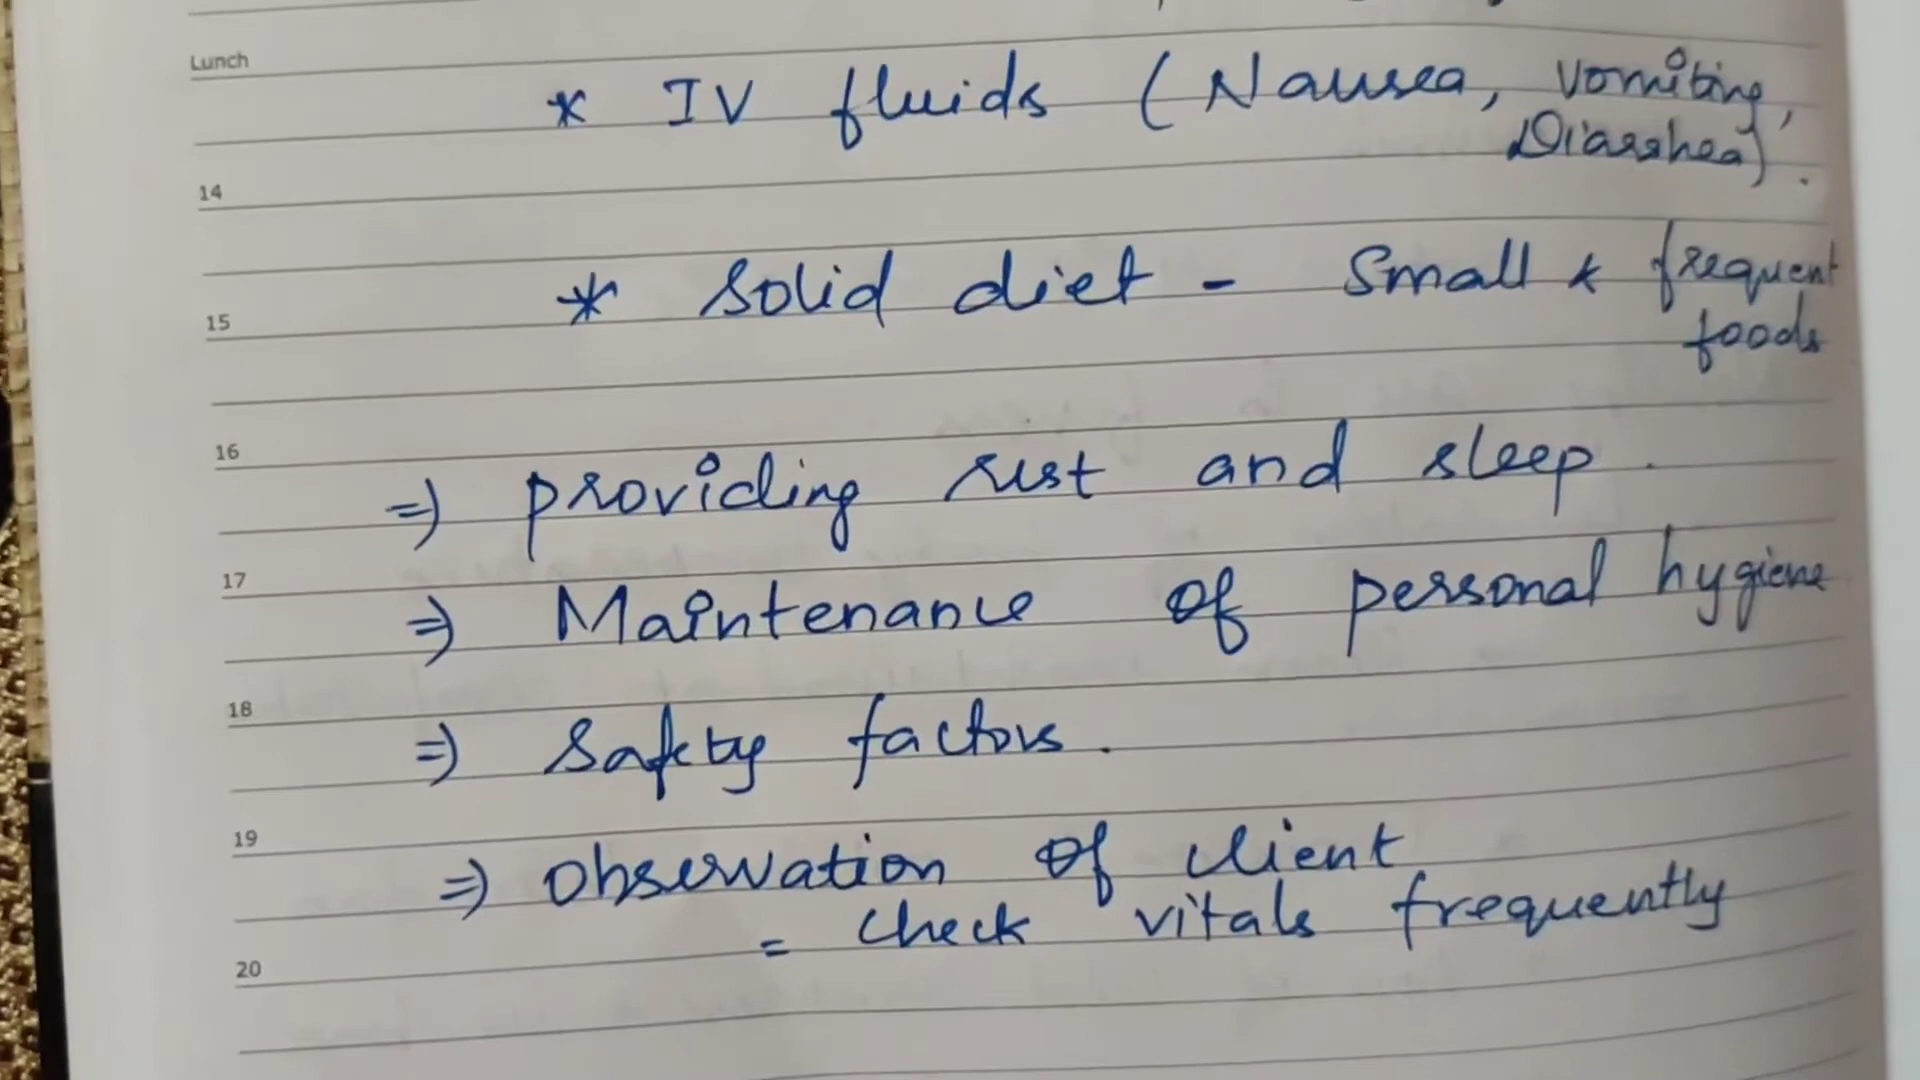 Lunch
* IV fluids (Nausea, Vomiting,
Diarrhea).
14
* Solid diet - Small & frequent
foods
15
16
=> providing rest and sleep.
17
=> Maintenance of personal hygiene
18
=> Safety factors.
19
=> Observation of client
= check vitals frequently
20